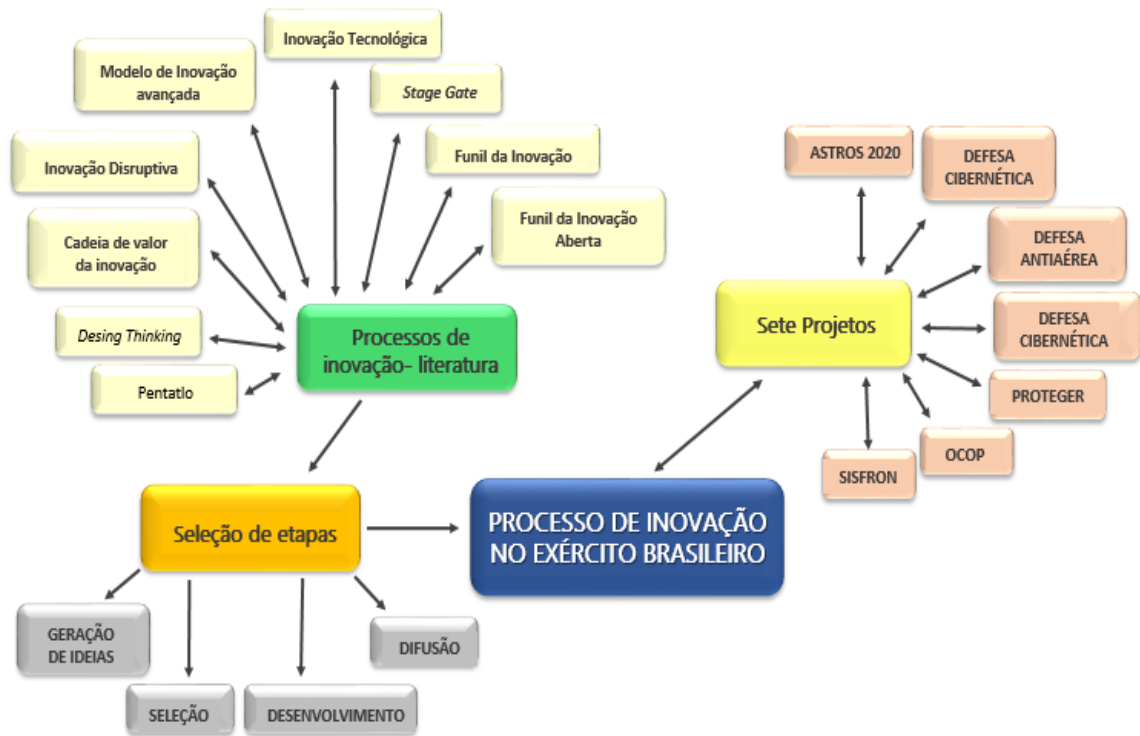 Inovação Tecnológica
Modelo de Inovação
avançada
Stage Gate
Inovação Disruptiva
Funil da Inovação
Cadeia de valor
da inovação
Funil da Inovação
Aberta
Desing Thinking
Pentatlo
Processos de
inovação- literatura
ASTROS 2020
DEFESA
CIBERNÉTICA
DEFESA
ANTIAÉREA
Sete Projetos
DEFESA
CIBERNÉTICA
PROTEGER
OCOP
SISFRON
Seleção de etapas
PROCESSO DE INOVAÇÃO
NO EXÉRCITO BRASILEIRO
GERAÇÃO
DE IDEIAS
SELEÇÃO
DESENVOLVIMENTO
DIFUSÃO